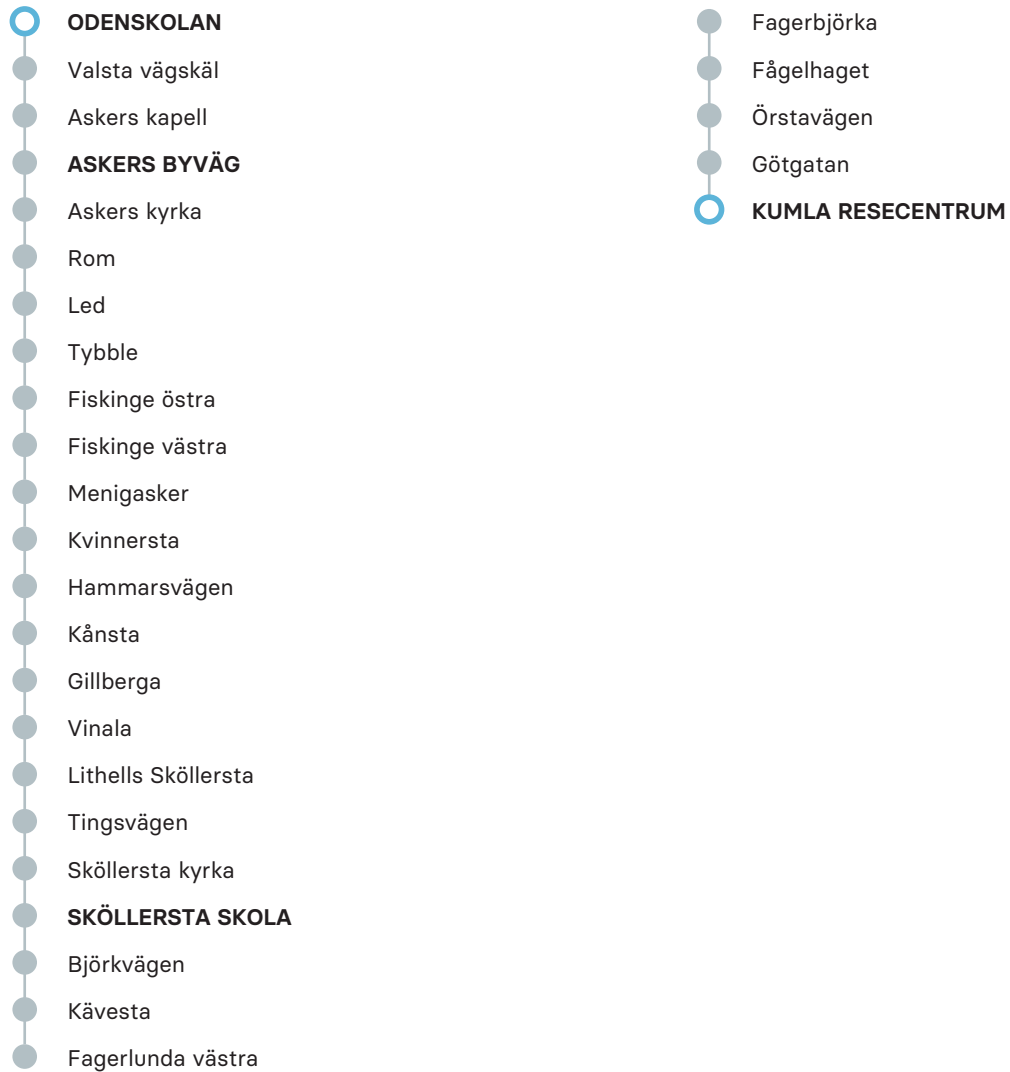 ODENSKOLAN
Valsta vägskäl
Askers kapell
ASKERS BYVÄG
Askers kyrka
Rom
Led
Tybble
Fiskinge östra
Fiskinge västra
Menigasker
Kvinnersta
Hammarsvägen
Kånsta
Gillberga
Vinala
Lithells Sköllersta
Tingsvägen
Sköllersta kyrka
SKÖLLERSTA SKOLA
Björkvägen
Kävesta
Fagerlunda västra
Fagerbjörka
Fågelhaget
Örstavägen
Götgatan
KUMLA RESECENTRUM